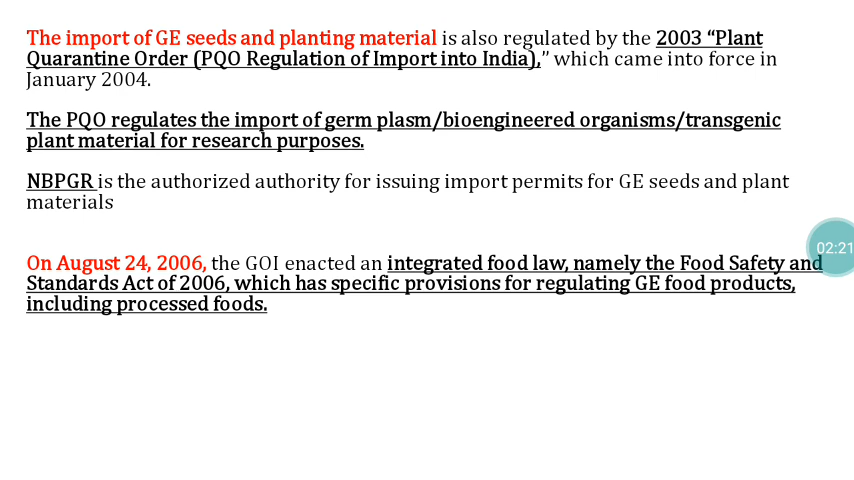 The import of GE seeds and planting material is also regulated by the 2003 “Plant
Quarantine Order (PQO Regulation of Import into India),” which came into force in
January 2004.
The PQO regulates the import of germ plasm/bioengineered organisms/transgenic
plant material for research purposes.
NBPGR is the authorized authority for issuing import permits for GE seeds and plant
materials
02:21
On August 24, 2006, the GOI enacted an integrated food law, namely the Food Safety and
Standards Act of 2006, which has specific provisions for regulating GE food products,
including processed foods.